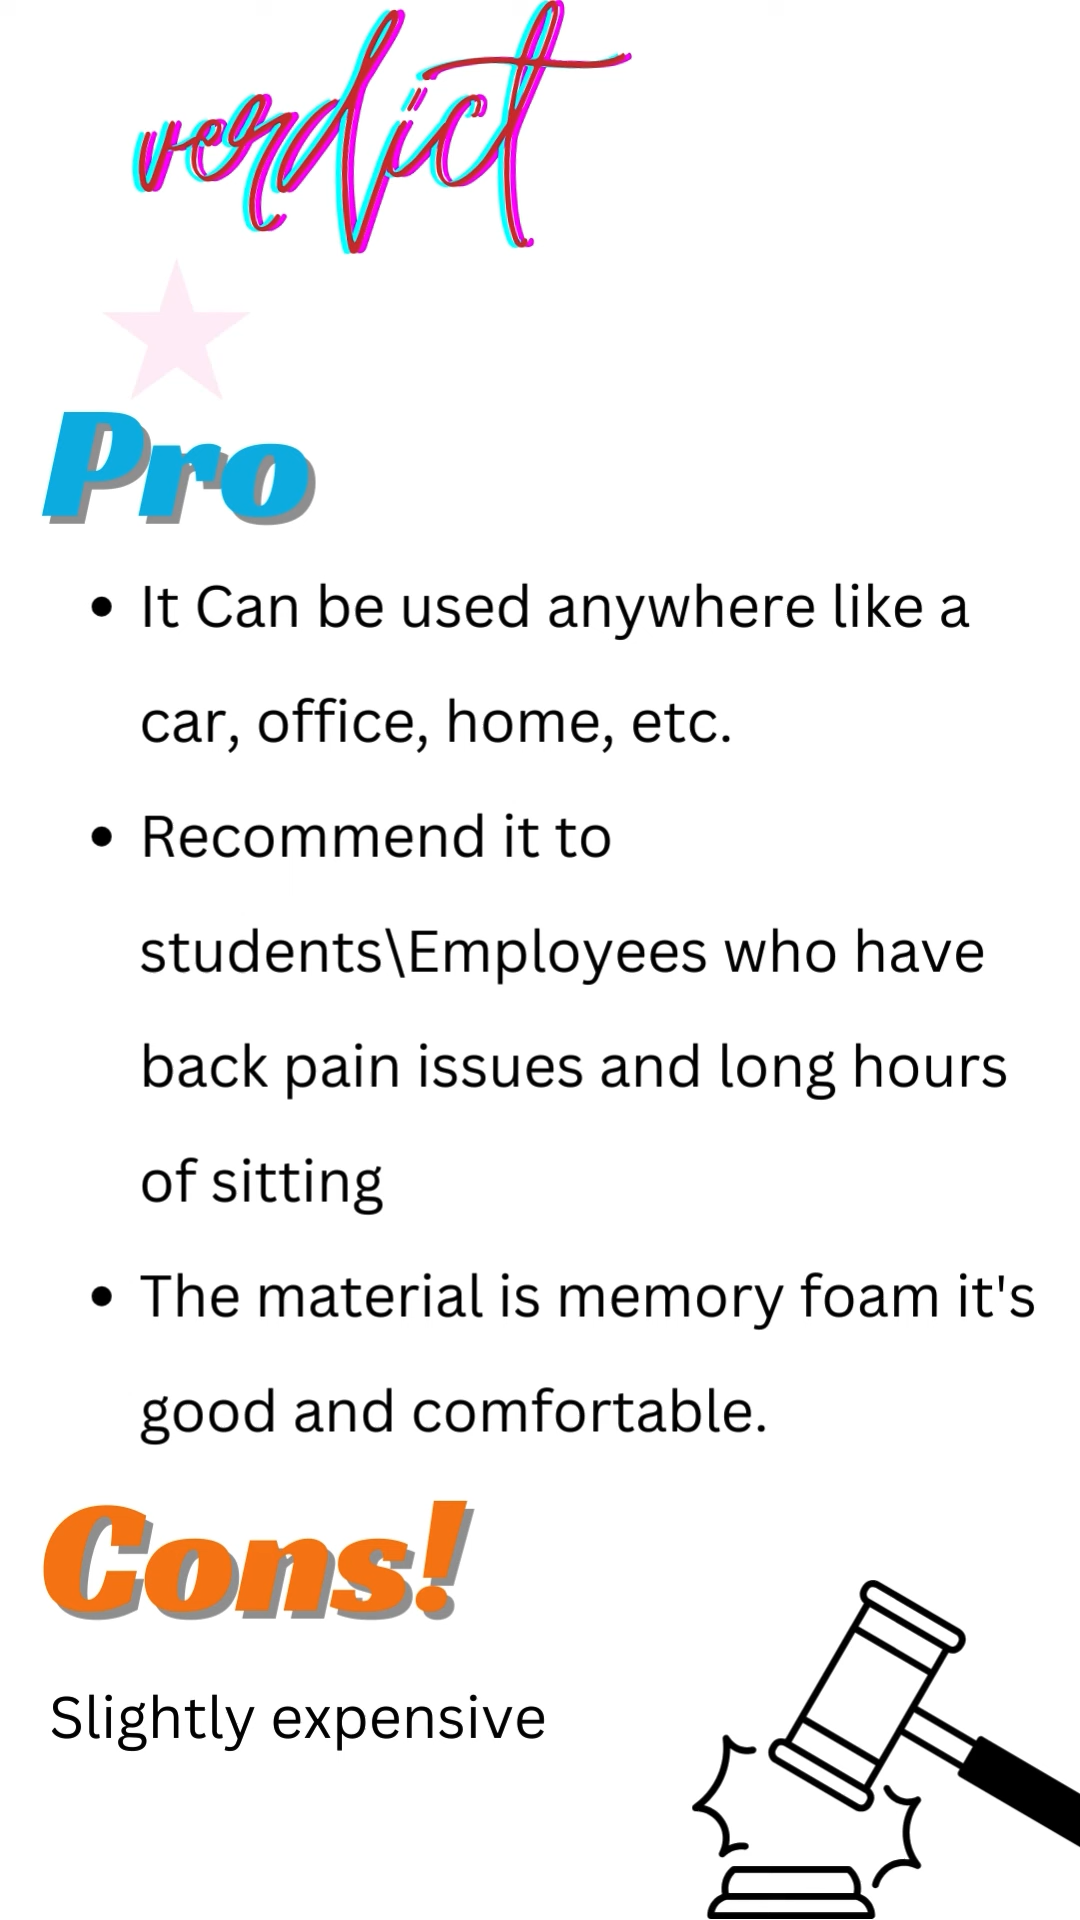 verdict
Pro
• It Can be used anywhere like a
car, office, home, etc.
• Recommend it to
students\Employees who have
back pain issues and long hours
of sitting
• The material is memory foam it's
good and comfortable.
Cons!
Slightly expensive